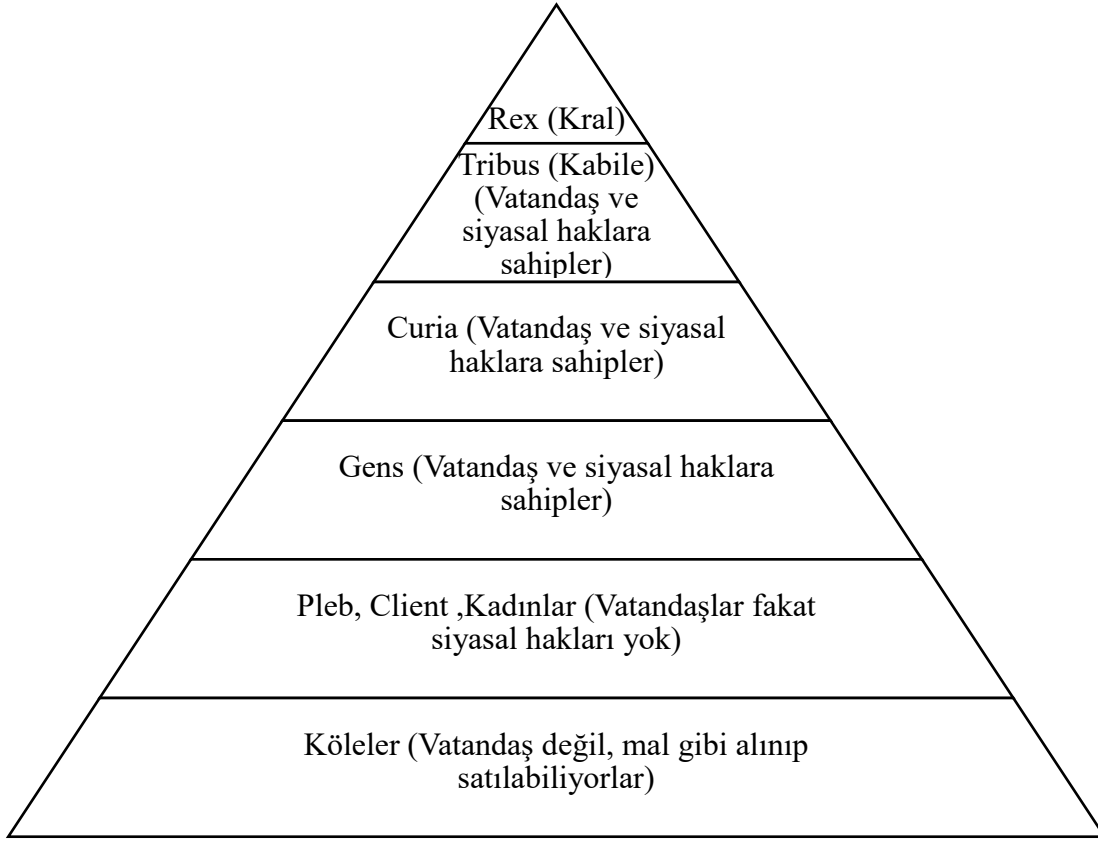 Rex (Kral)
Tribus (Kabile)
(Vatandaş ve
siyasal haklara
sahipler)
Curia (Vatandaş ve siyasal
haklara sahipler)
Gens (Vatandaş ve siyasal haklara
sahipler)
Pleb, Client ,Kadınlar (Vatandaşlar fakat
siyasal hakları yok)
Köleler (Vatandaş değil, mal gibi alınıp
satılabiliyorlar)